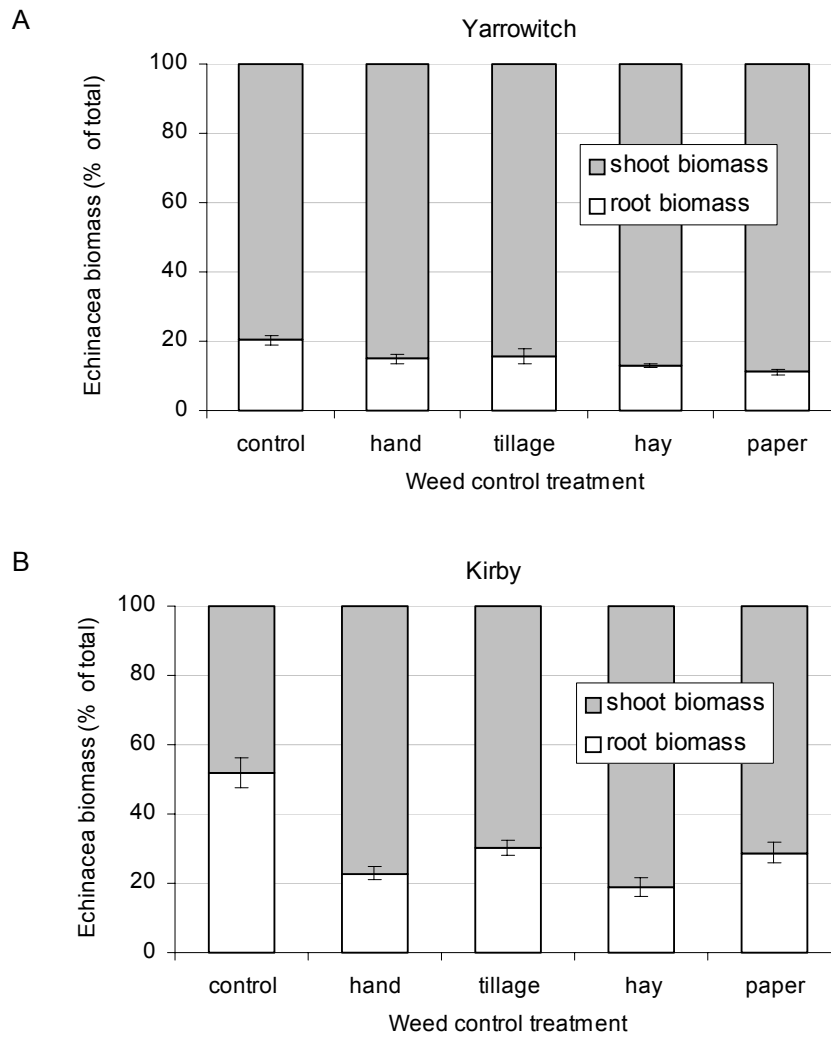 A
Yarrowitch
Echinacea biomass (% of total)
100
80
60
40
20
0
shoot biomass
root biomass
control hand tillage hay paper
Weed control treatment
B
Kirby
Echinacea biomass (% of total)
100
80
60
40
20
0
shoot biomass
root biomass
control hand tillage hay paper
Weed control treatment